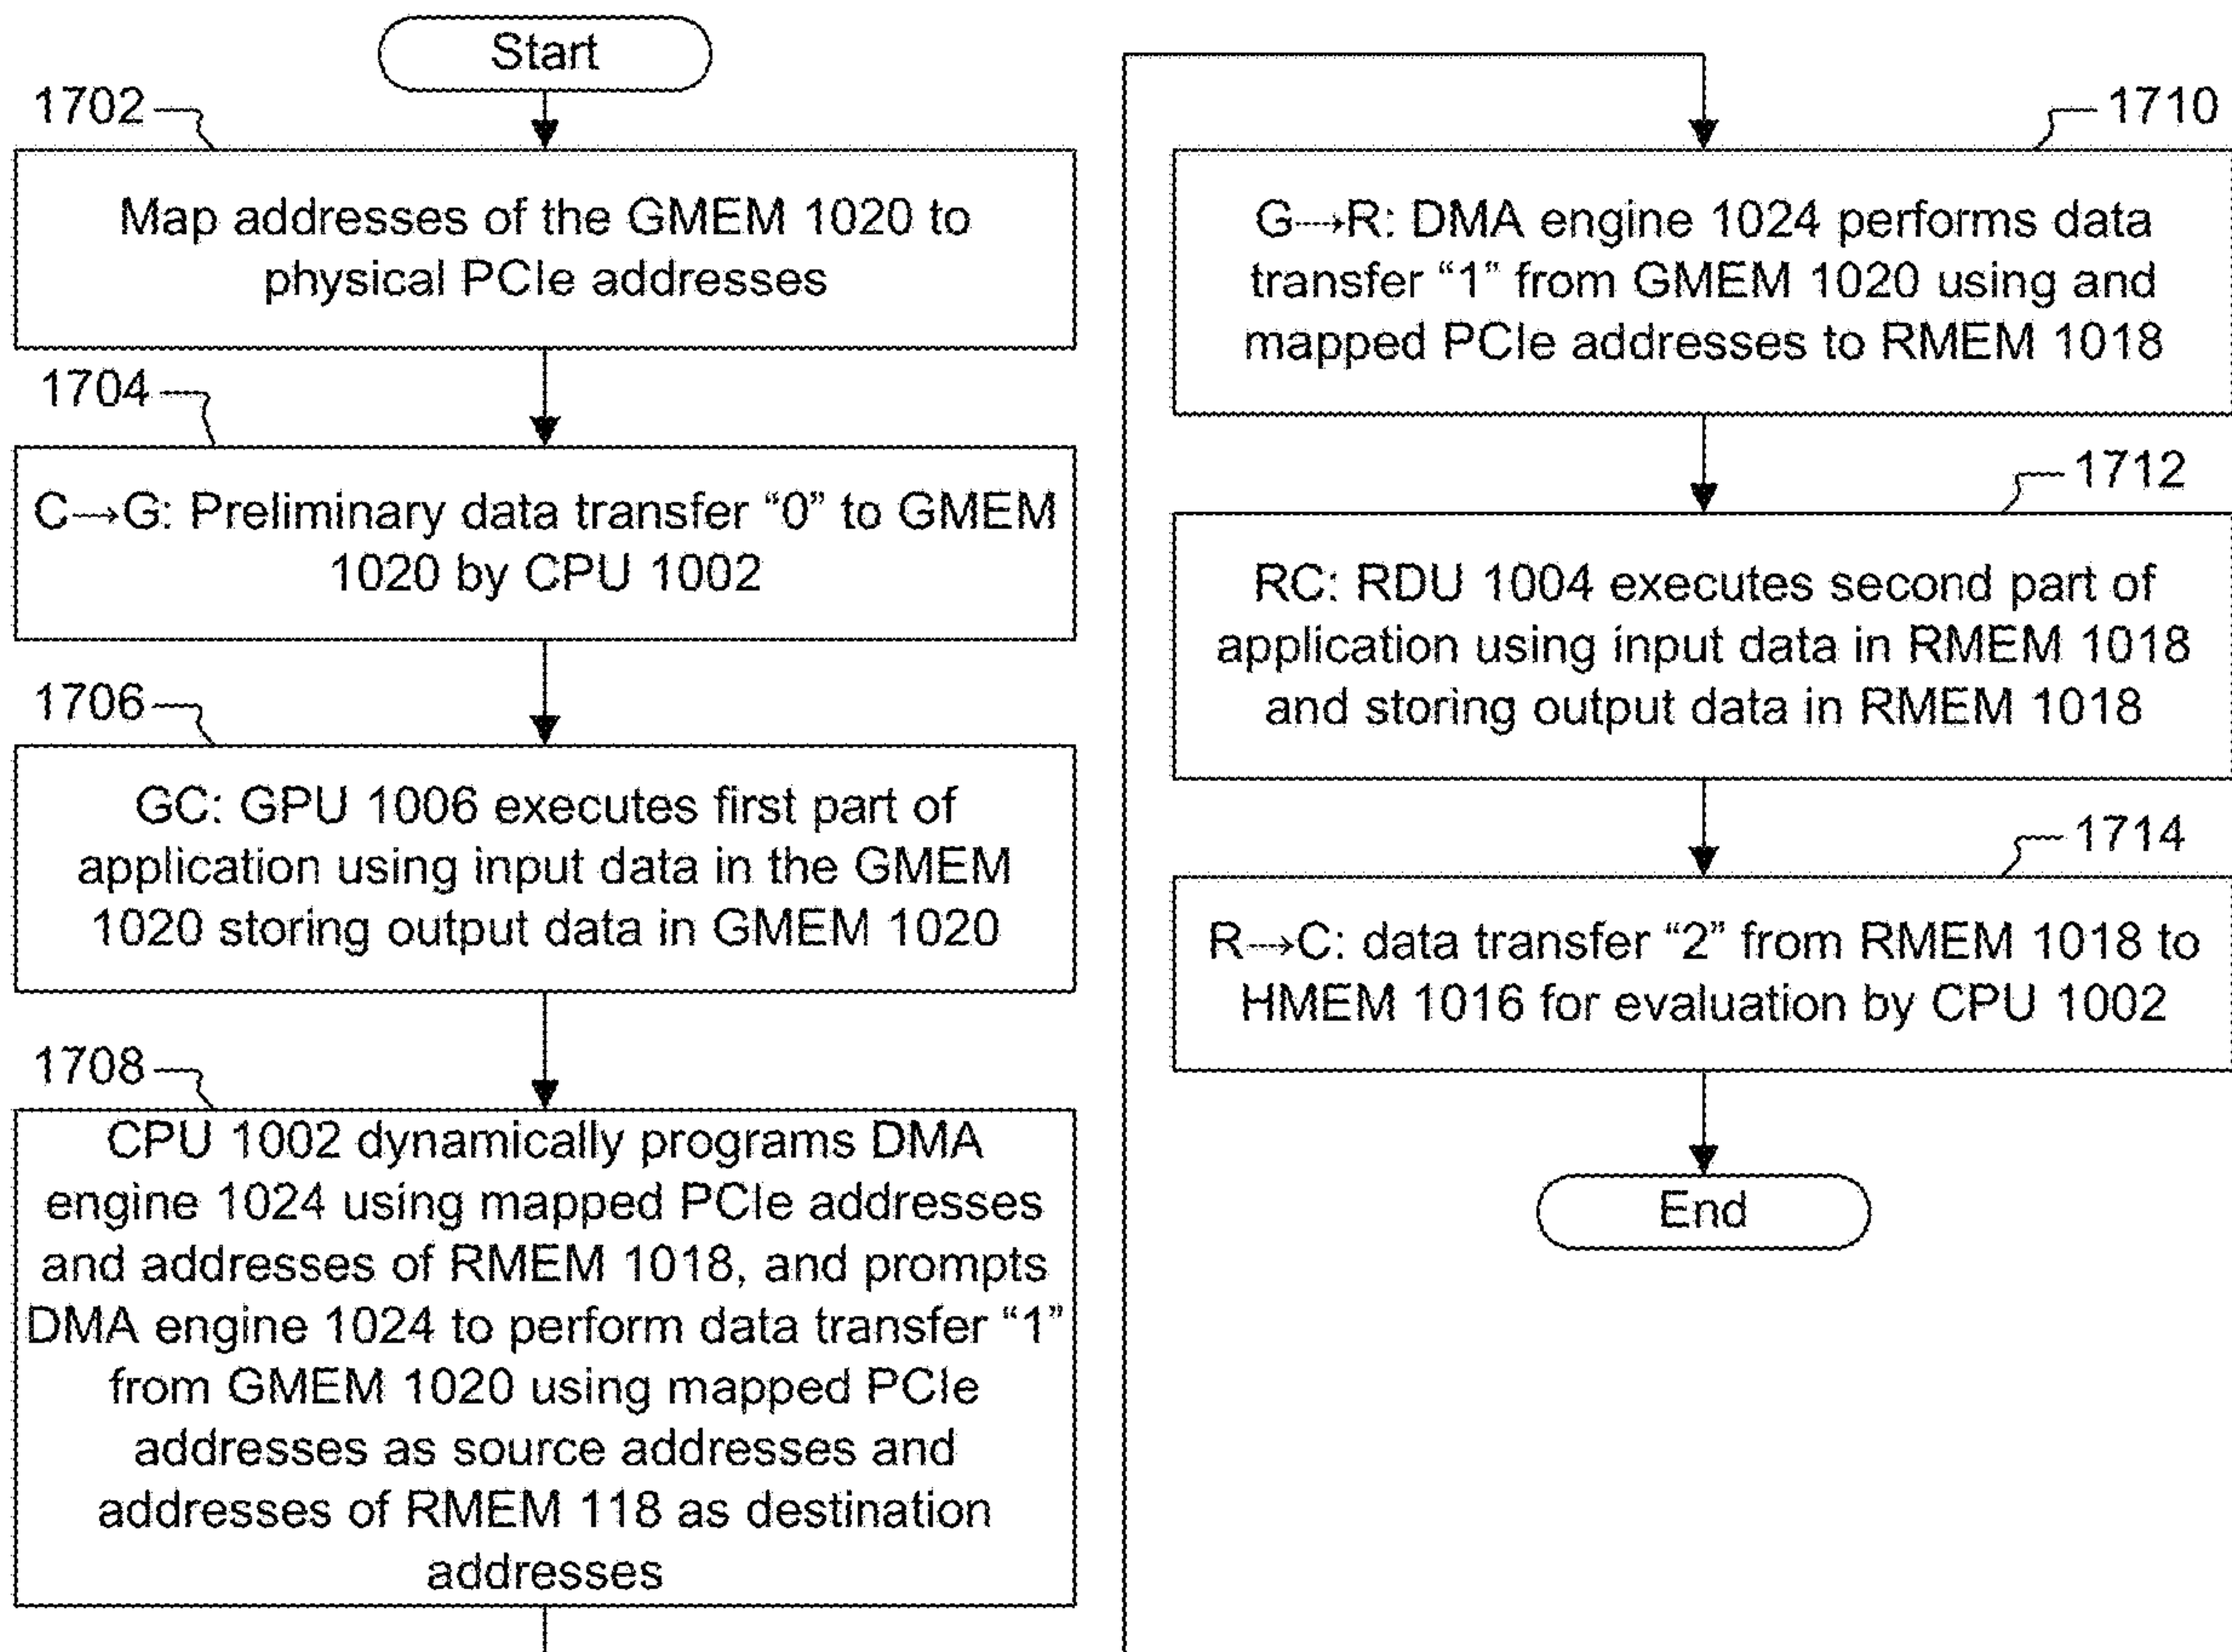 Start
1702
Map addresses of the GMEM 1020 to
physical PCIe addresses
1704
C→G: Preliminary data transfer “0” to GMEM
1020 by CPU 1002
1706
GC: GPU 1006 executes first part of
application using input data in the GMEM
1020 storing output data in GMEM 1020
1708
CPU 1002 dynamically programs DMA
engine 1024 using mapped PCIe addresses
and addresses of RMEM 1018, and prompts
DMA engine 1024 to perform data transfer “1”
from GMEM 1020 using mapped PCIe
addresses as source addresses and
addresses of RMEM 118 as destination
addresses
1710
G→R: DMA engine 1024 performs data
transfer “1” from GMEM 1020 using and
mapped PCIe addresses to RMEM 1018
1712
RC: RDU 1004 executes second part of
application using input data in RMEM 1018
and storing output data in RMEM 1018
1714
R→C: data transfer “2” from RMEM 1018 to
HMEM 1016 for evaluation by CPU 1002
End